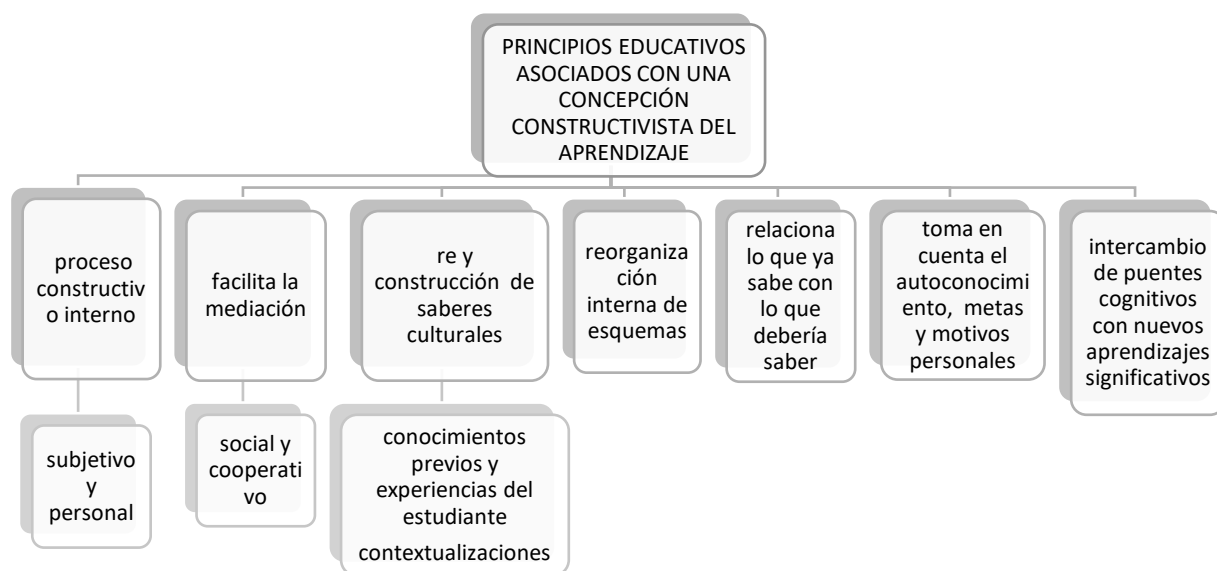 PRINCIPIOS EDUCATIVOS
ASOCIADOS CON UNA
CONCEPCIÓN
CONSTRUCTIVISTA DEL
APRENDIZAJE
proceso
constructiv
o interno
subjetivo
y
personal
facilita la
mediación
social y
cooperati
vo
re y
construcción de
saberes
culturales
conocimientos
previos y
experiencias del
estudiante
contextualizaciones
reorganiza
ción
interna de
esquemas
relaciona
lo que ya
sabe con
lo que
debería
saber
toma en
cuenta el
autoconocimi
ento, metas
y motivos
personales
intercambio
de puentes
cognitivos
con nuevos
aprendizajes
significativos